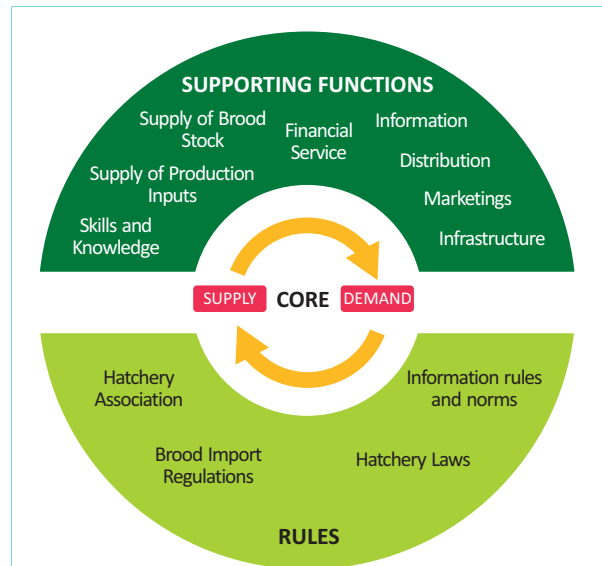 SUPPORTING FUNCTIONS
Supply of Brood
Stock
Financial
Service
Information
Distribution
Supply of Production
Inputs
Marketings
Skills and
Knowledge
Infrastructure
SUPPLY
CORE
DEMAND
Hatchery
Association
Information rules
and norms
Brood Import
Regulations
Hatchery Laws
RULES